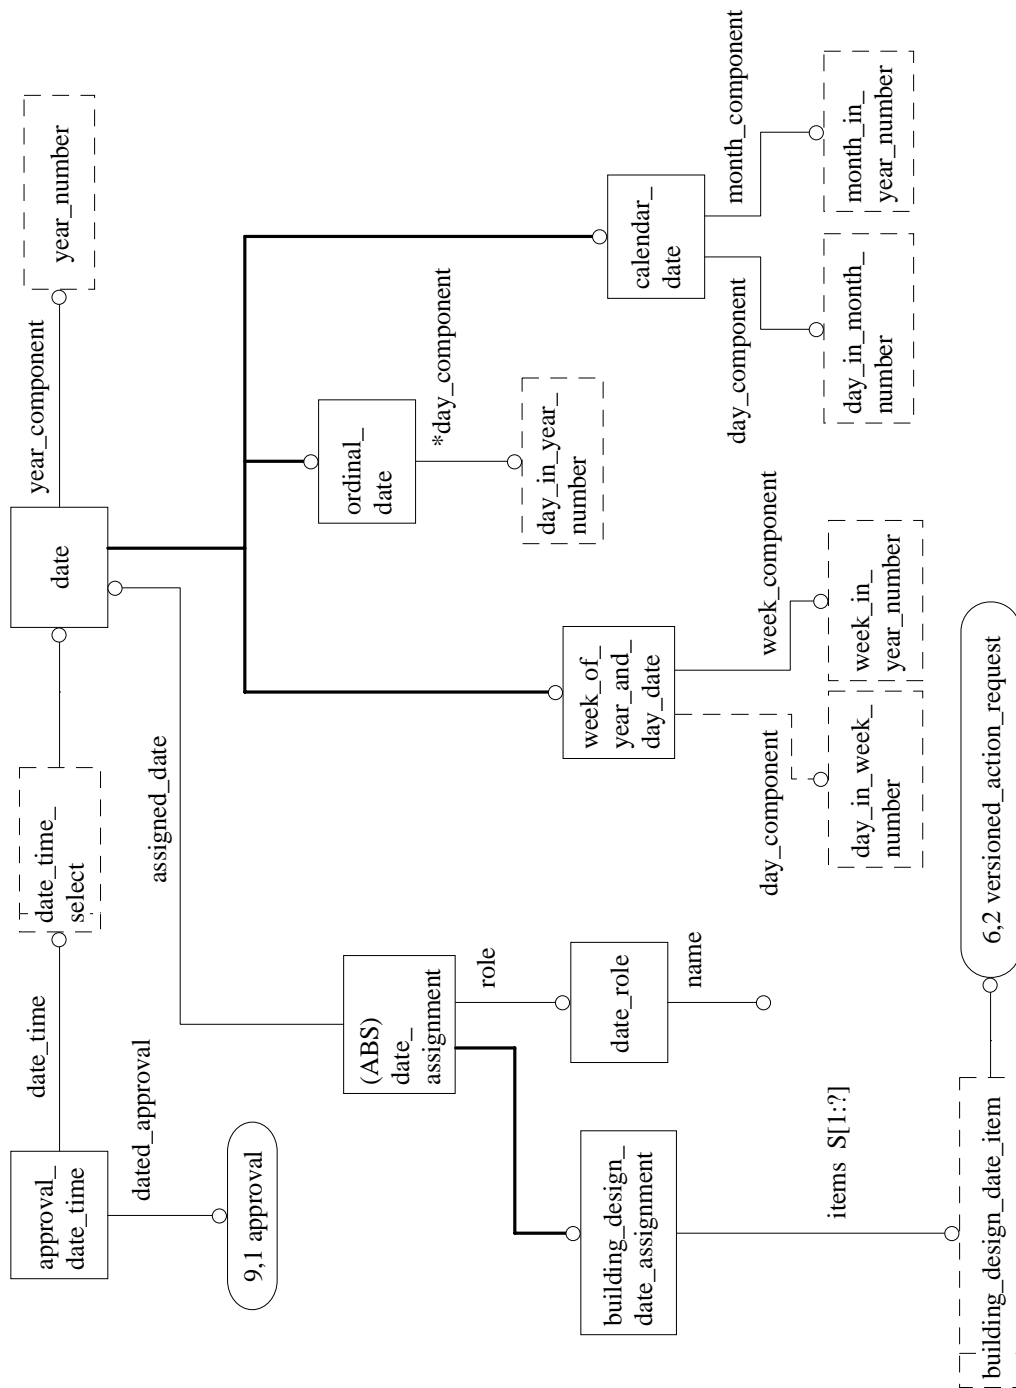 approval_
date_time
date_time
date_time_
select
date
year_component
year_number
dated_approval
9,1 approval
assigned_date
(ABS)
date_
assignment
role
date_role
name
ordinal_
date
*day_component
day_in_year_
number
building_design_
date_assignment
week_of_
year_and_
day_date
calendar_
date
day_component
week_component
day_component
month_component
items S[1:?]
day_in_week_
number
week_in_
year_number
day_in_month_
number
month_in_
year_number
building_design_date_item
6,2 versioned_action_request